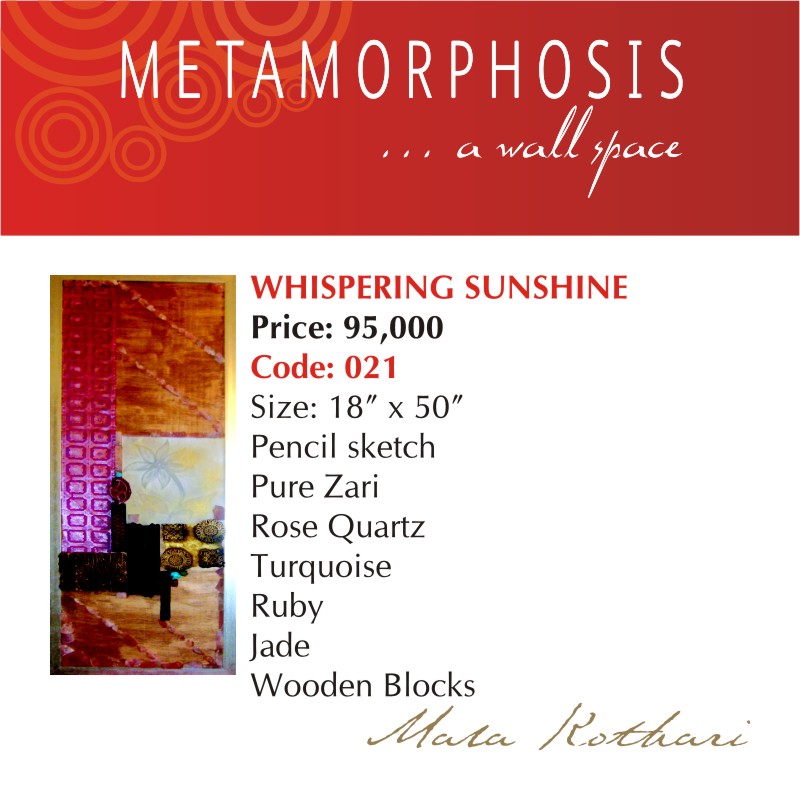 METAMORPHOSIS
... a wall space
WHISPERING SUNSHINE
Price: 95,000
Code: 021
Size: 18” x 50”
Pencil sketch
Pure Zari
Rose Quartz
Turquoise
Ruby
Jade
Wooden Blocks
Mala Kothari